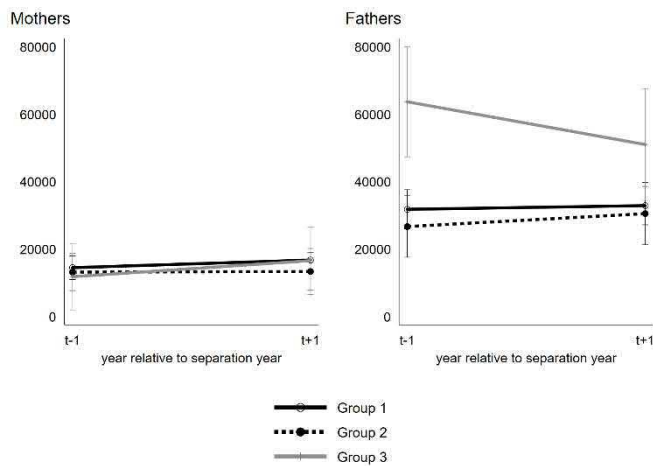 Mothers
80000
60000
40000
20000
0
t-1
t+1
year relative to separation year
Fathers
80000
60000
40000
20000
0
t-1
t+1
year relative to separation year
Group 1
Group 2
Group 3